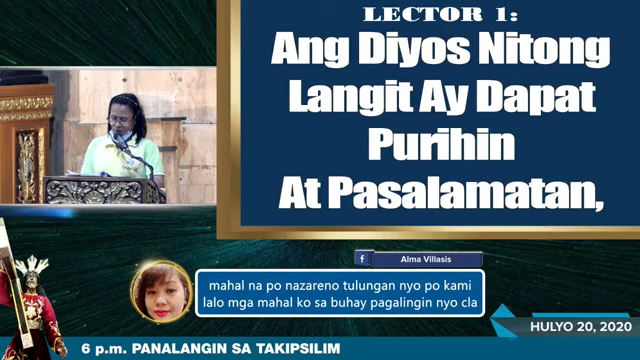 LECTOR 1:
Ang Diyos Nitong
Langit Ay Dapat
Purihin
At Pasalamatan,
f Alma Villasis
mahal na po nazareno tulungan nyo po kami
lalo mga mahal ko sa buhay pagalingin nyo cla
HULYO 20, 2020
6 p.m. PANALANGIN SA TAKIPSILIM